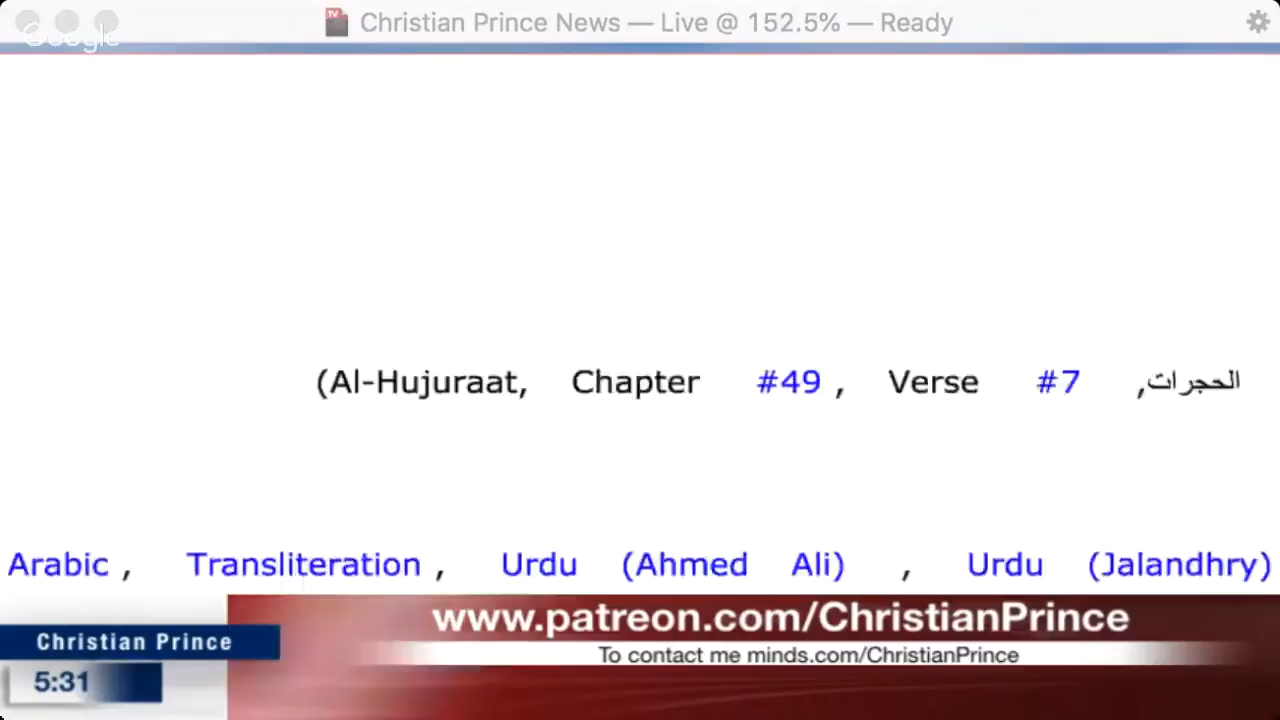 Google
Christian Prince News — Live @ 152.5% — Ready
(Al-Hujuraat, Chapter #49 , Verse #7 الحجرات,
Arabic , Transliteration , Urdu (Ahmed Ali) , Urdu (Jalandhry)
www.patreon.com/ChristianPrince
To contact me minds.com/ChristianPrince
Christian Prince
5:31